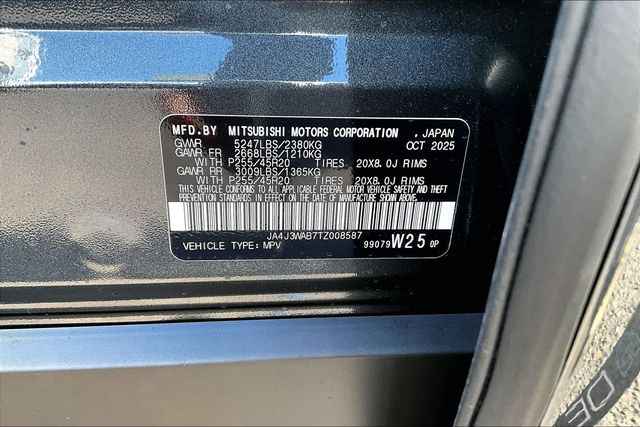 MFD.BY MITSUBISHI MOTORS CORPORATION , JAPAN
GVWR 5247LBS/2380KG OCT 2025
GAWR FR 2668LBS/1210KG
WITH P255/45R20 TIRES 20X8.0J RIMS
GAWR RR 3009LBS/1365KG
WITH P255/45R20 TIRES 20X8.0J RIMS
THIS VEHICLE CONFORMS TO ALL APPLICABLE FEDERAL MOTOR VEHICLE SAFETY AND THEFT
PREVENTION STANDARDS IN EFFECT ON THE DATE OF MANUFACTURE SHOWN ABOVE.
JA4J3WAB7TZ008587
VEHICLE TYPE: MPV 99079 W25 0P